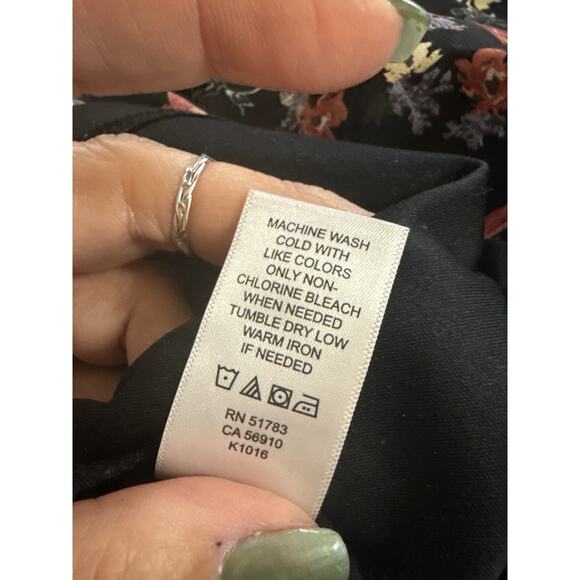 MACHINE WASH
COLD WITH
LIKE COLORS
ONLY NON-
CHLORINE BLEACH
WHEN NEEDED
TUMBLE DRY LOW
WARM IRON
IF NEEDED
RN 51783
CA 56910
K1016